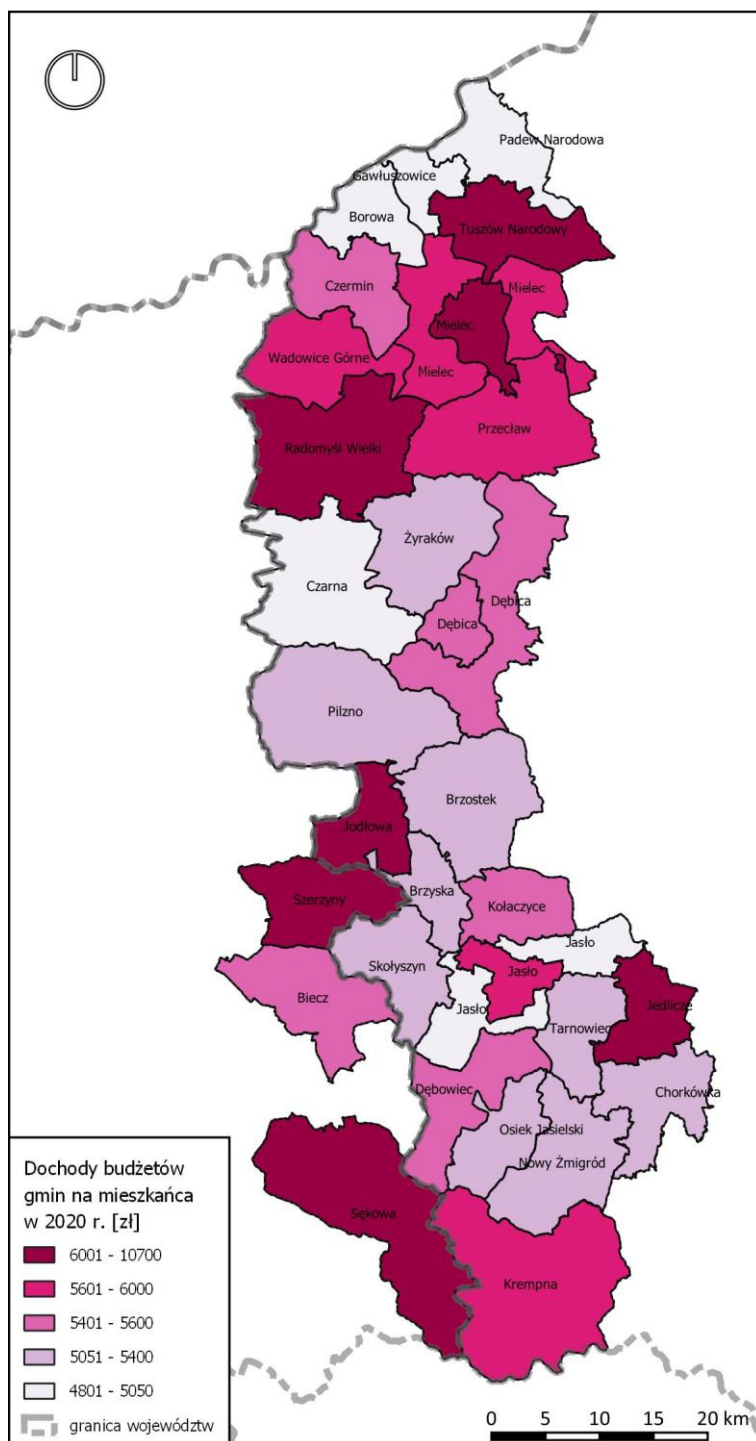 Padew Narodowa
Gawłuszowice
Borowa
Tuszów Narodowy
Czermin
Mielec
Mielec
Wadowice Górne
Mielec
Przecław
Radomyśl Wielki
Żyraków
Czarna
Dębica
Dębica
Pilzno
Brzostek
Jodłowa
Brzyska
Szerzyny
Kołaczyce
Jasło
Skołyszyn
Jasło
Biecz
Jasło
Jedlicze
Tarnowiec
Dębowiec
Chorkówka
Osiek Jasielski
Nowy Żmigród
Sękowa
Krempna
Dochody budżetów
gmin na mieszkańca
w 2020 r. [zł]
6001 - 10700
5601 - 6000
5401 - 5600
5051 - 5400
4801 - 5050
granica województw
0 5 10 15 20 km